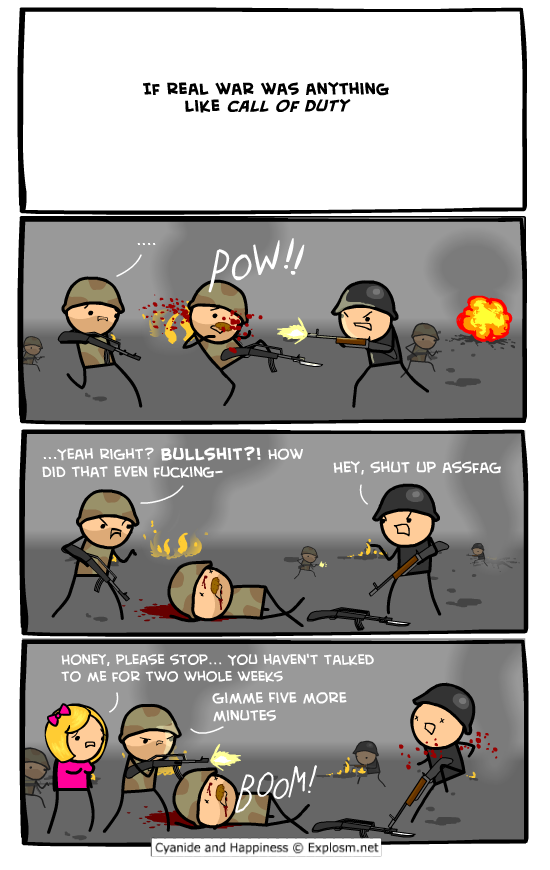 IF REAL WAR WAS ANYTHING
LIKE CALL OF DUTY
....
POW!!
...YEAH RIGHT? BULLSHIT?! HOW
DID THAT EVEN FUCKING-
HEY, SHUT UP ASSFAG
HONEY, PLEASE STOP... YOU HAVEN'T TALKED
TO ME FOR TWO WHOLE WEEKS
GIMME FIVE MORE
MINUTES
BOOM!
Cyanide and Happiness © Explosm.net